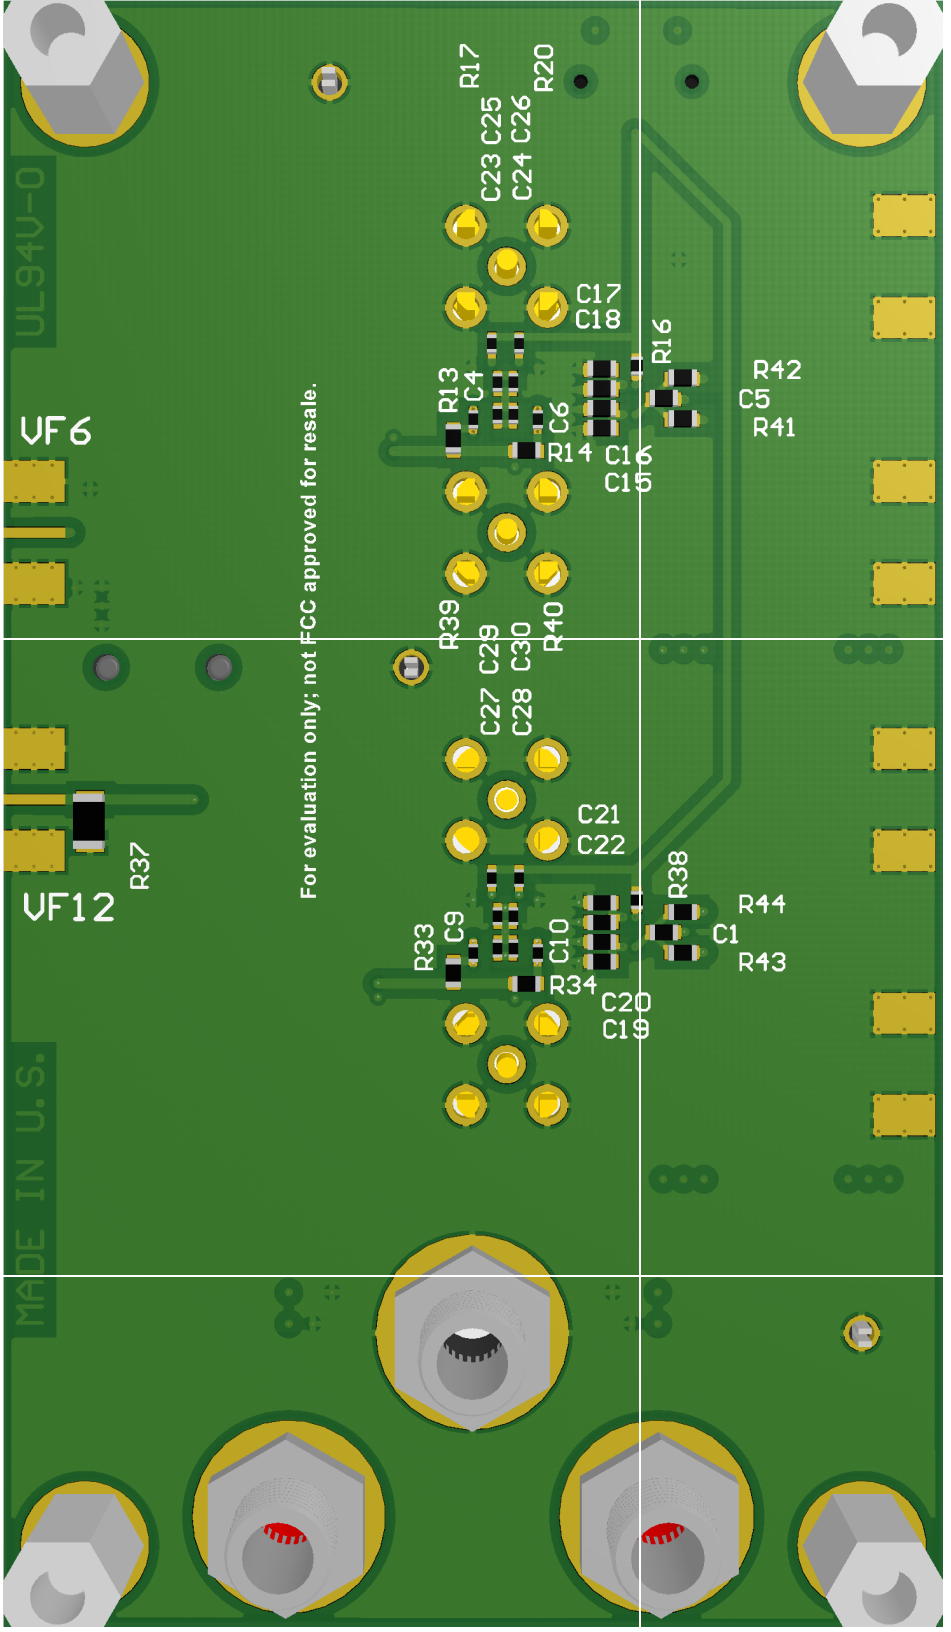 R17
R20
C25
C26
C23
C24
UL94V-0
C17
C18
R16
R13
C4
R42
C5
R41
C6
VF6
R14
C16
C15
For evaluation only; not FCC approved for resale.
R39
R40
C29
C30
C27
C28
C21
C22
R37
R38
VF12
R33
C9
C10
R44
C1
R43
R34
C20
C19
MADE IN U.S.